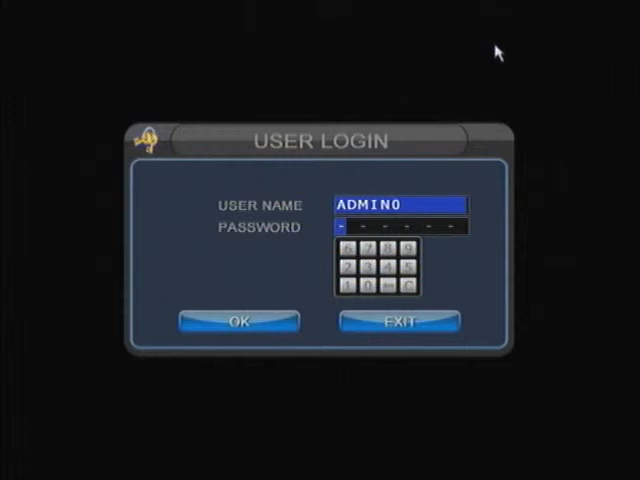 USER LOGIN
USER NAME ADMIN0
PASSWORD - - - - - -
6 7 8 9
2 3 4 5
1 0 ← C
OK EXIT